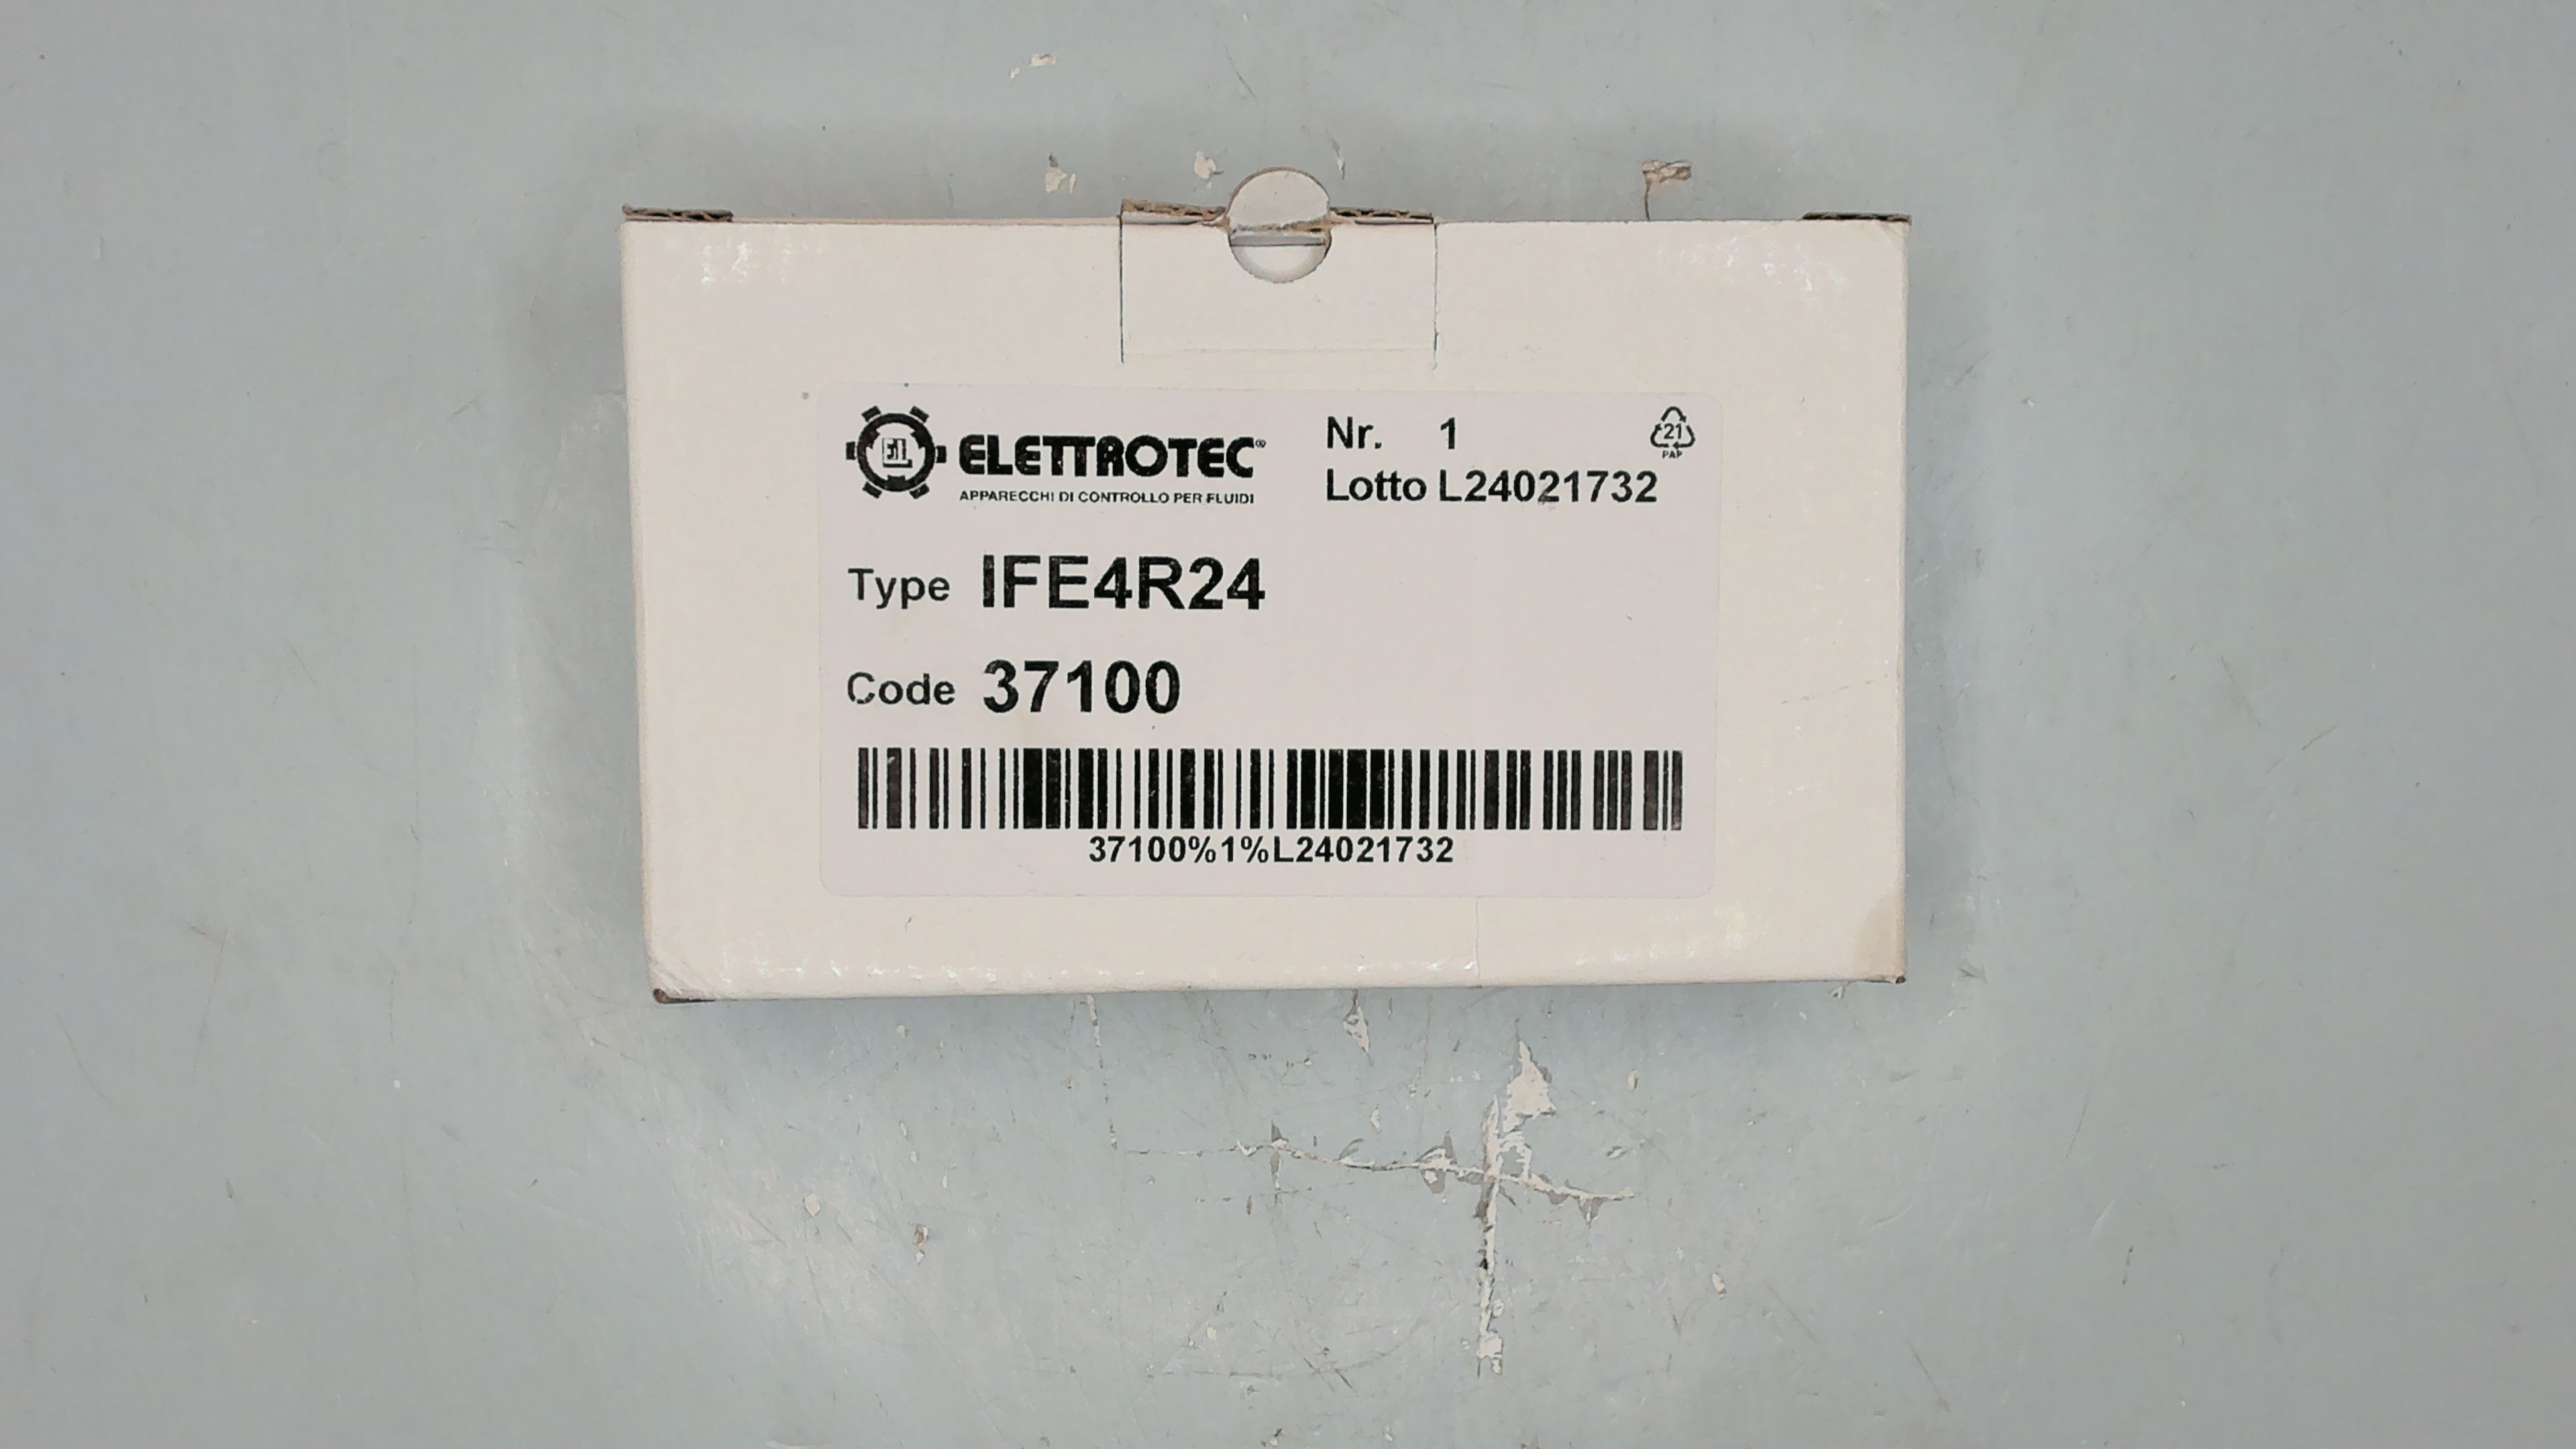 ELETTROTEC®
APPARECCHI DI CONTROLLO PER FLUIDI
Nr. 1
Lotto L24021732
21
PAP
Type IFE4R24
Code 37100
37100%1%L24021732